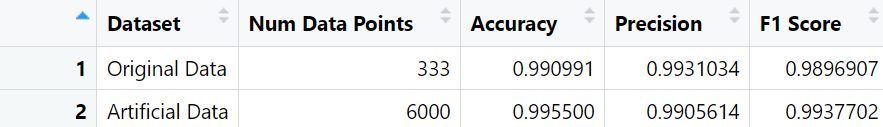 Dataset Num Data Points Accuracy Precision F1 Score
1 Original Data 333 0.990991 0.9931034 0.9896907
2 Artificial Data 6000 0.995500 0.9905614 0.9937702